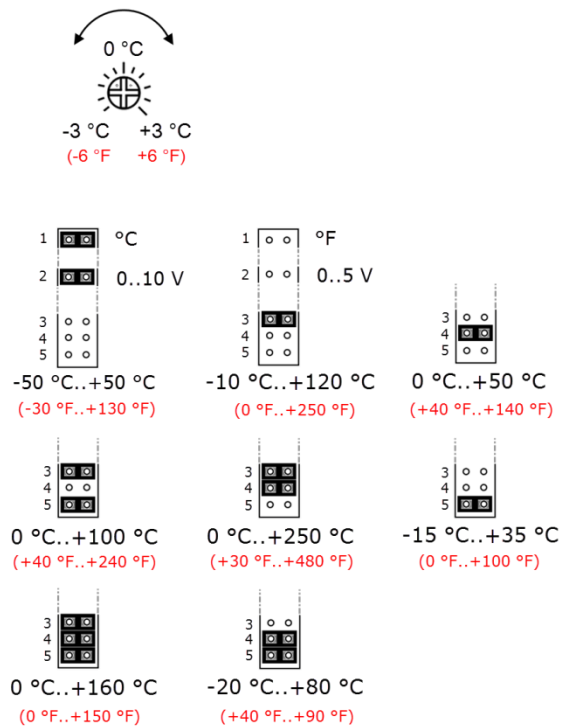 0 °C
-3 °C +3 °C
(-6 °F +6 °F)
1 °C
2 0..10 V
3
4
5
-50 °C..+50 °C
(-30 °F..+130 °F)
1 °F
2 0..5 V
3
4
5
-10 °C..+120 °C
(0 °F..+250 °F)
3
4
5
0 °C..+50 °C
(+40 °F..+140 °F)
3
4
5
0 °C..+100 °C
(+40 °F..+240 °F)
3
4
5
0 °C..+250 °C
(+30 °F..+480 °F)
3
4
5
-15 °C..+35 °C
(0 °F..+100 °F)
3
4
5
0 °C..+160 °C
(0 °F..+150 °F)
3
4
5
-20 °C..+80 °C
(+40 °F..+90 °F)